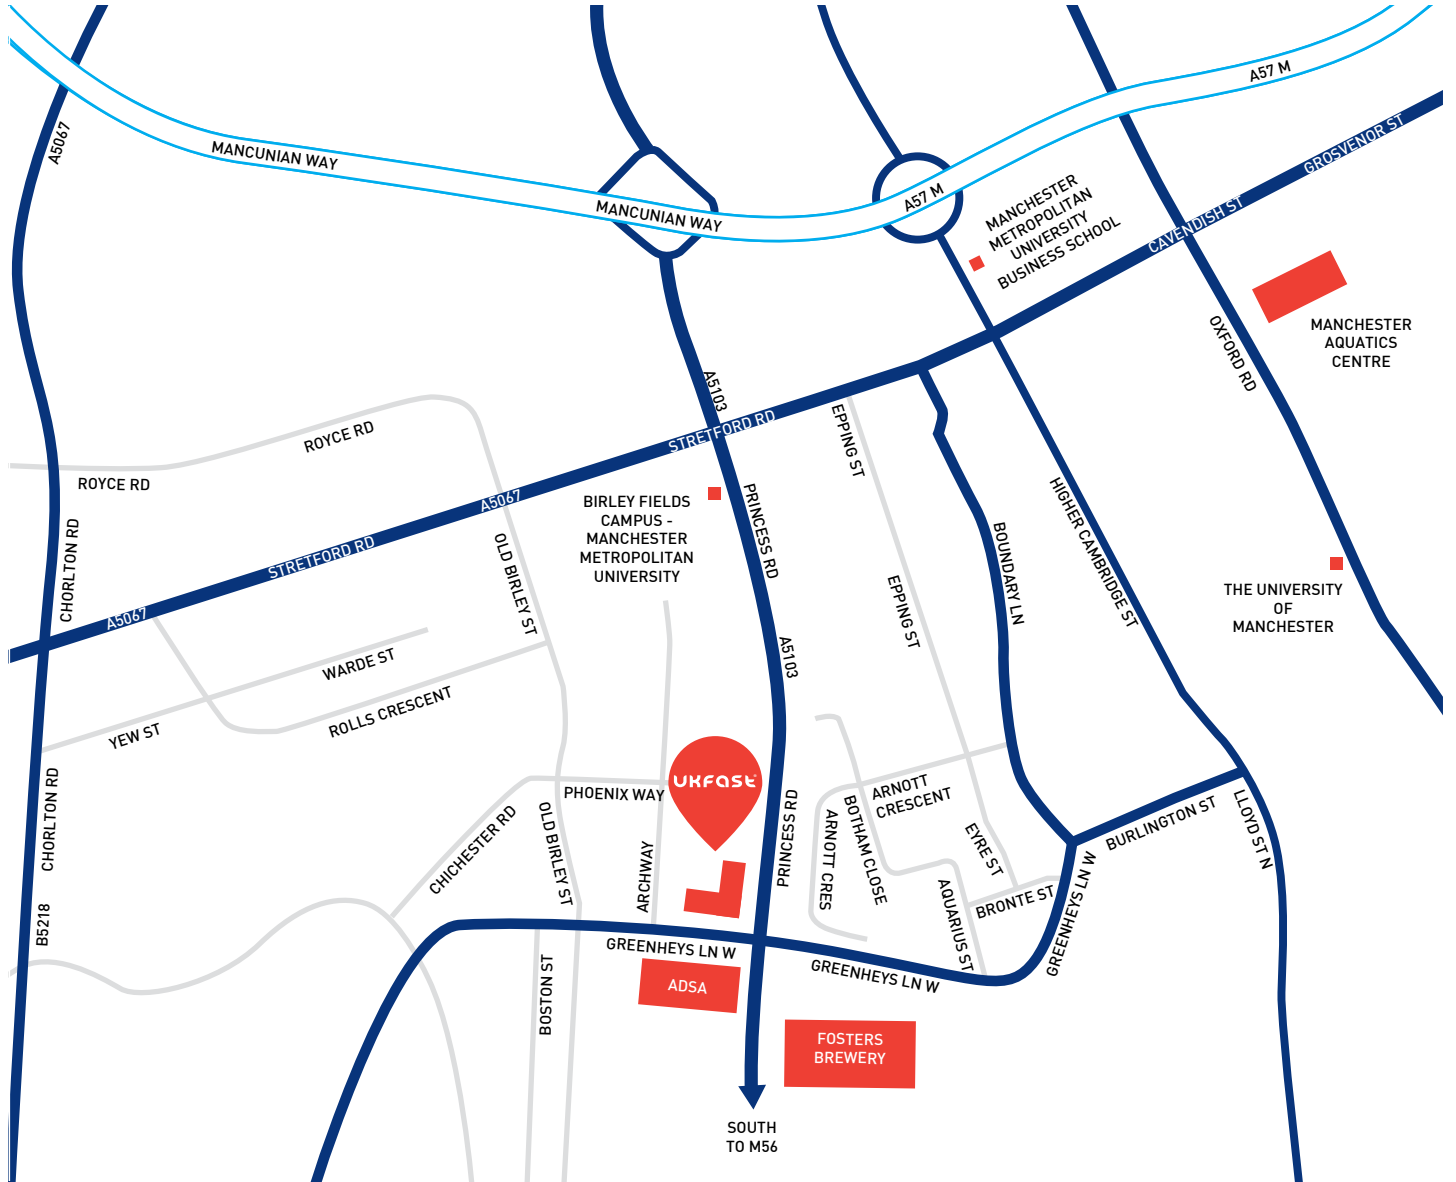 A57 M
A5067
GROSVENOR ST
MANCUNIAN WAY
MANCUNIAN WAY
A57 M
MANCHESTER
METROPOLITAN
UNIVERSITY
BUSINESS SCHOOL
CAVENDISH ST
MANCHESTER
AQUATICS
CENTRE
OXFORD RD
A5103
STRETFORD RD
EPPING ST
ROYCE RD
ROYCE RD
A5067
BIRLEY FIELDS
CAMPUS -
MANCHESTER
METROPOLITAN
UNIVERSITY
PRINCESS RD
HIGHER CAMBRIDGE ST
STRETFORD RD
CHORLTON RD
OLD BIRLEY ST
BOUNDARY LN
EPPING ST
THE UNIVERSITY
OF
MANCHESTER
A5067
WARDE ST
A5103
ROLLS CRESCENT
YEW ST
CHORLTON RD
UKFAST
PHOENIX WAY
ARNOTT
CRESCENT
CHICHESTER RD
OLD BIRLEY ST
PRINCESS RD
ARNOTT CRES
BOTHAM CLOSE
EYRE ST
BURLINGTON ST
LLOYD ST N
ARCHWAY
AQUARIUS ST
BRONTE ST
GREENHEYS LN W
B5218
GREENHEYS LN W
GREENHEYS LN W
BOSTON ST
ADSA
FOSTERS
BREWERY
SOUTH
TO M56